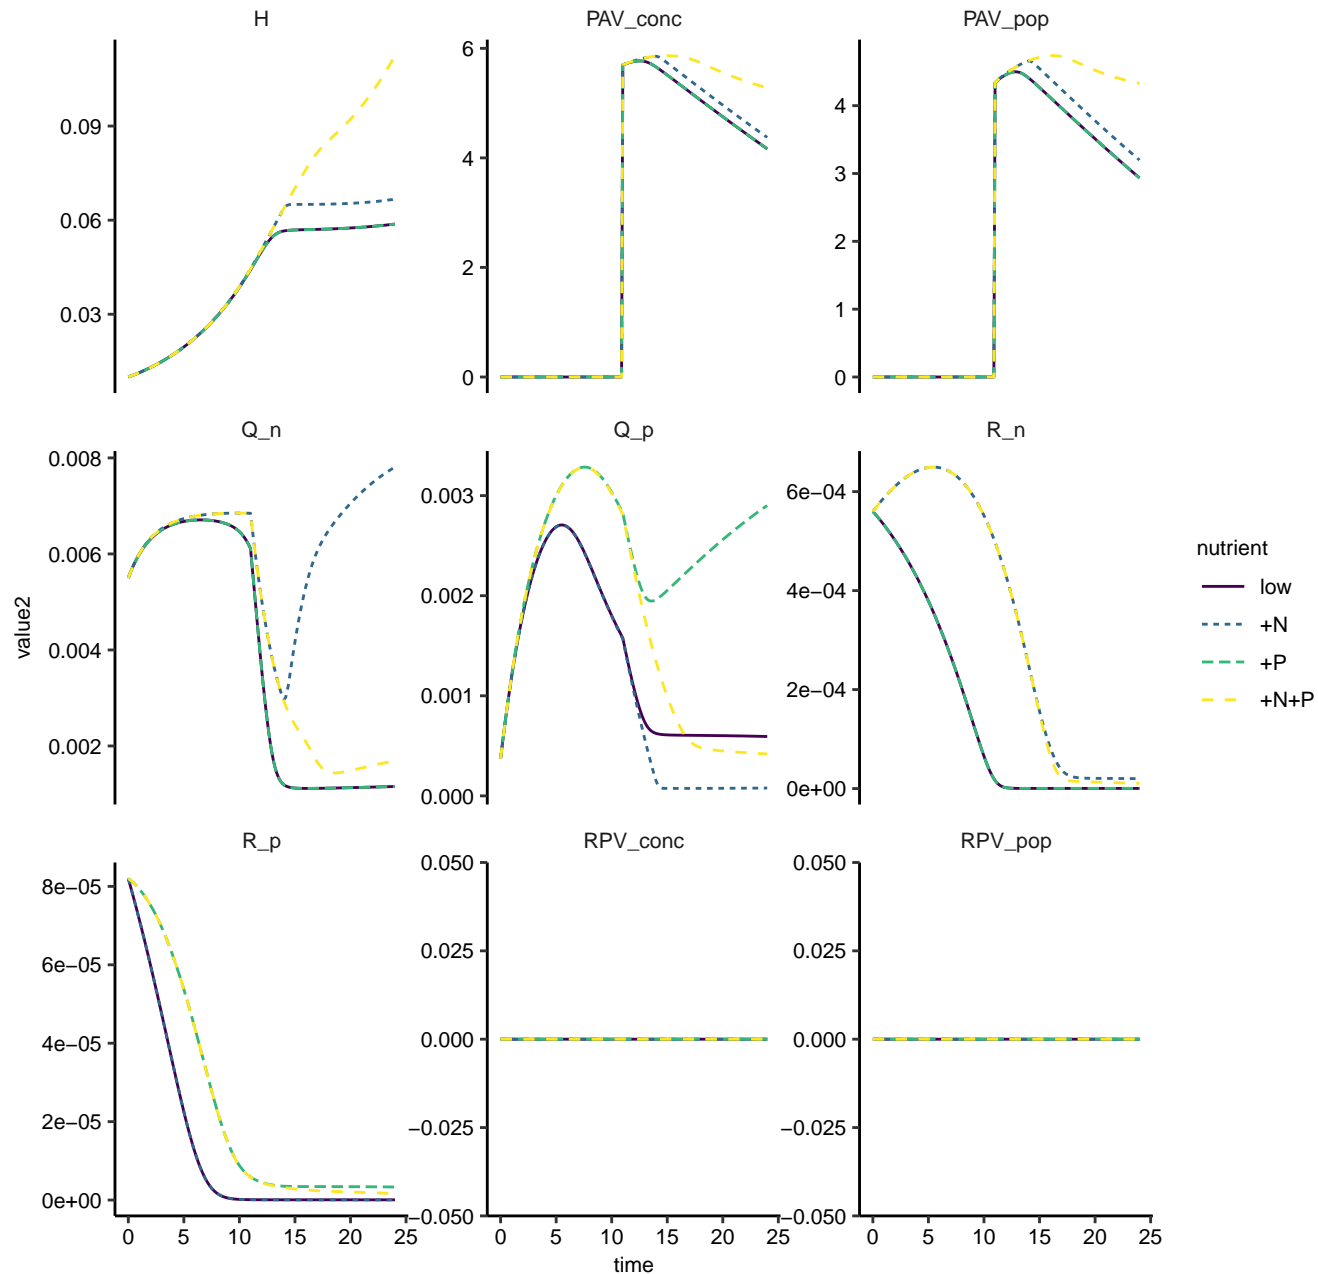 H
PAV_conc
PAV_pop
0.09
0.06
0.03
6
4
2
0
4
3
2
1
0
Q_n
Q_p
R_n
0.008
0.006
0.004
0.002
0.003
0.002
0.001
0.000
6e−04
4e−04
2e−04
0e+00
R_p
RPV_conc
RPV_pop
8e−05
6e−05
4e−05
2e−05
0e+00
0.050
0.025
0.000
−0.025
−0.050
0.050
0.025
0.000
−0.025
−0.050
0 5 10 15 20 25
0 5 10 15 20 25
0 5 10 15 20 25
time
value2
nutrient
low
+N
+P
+N+P